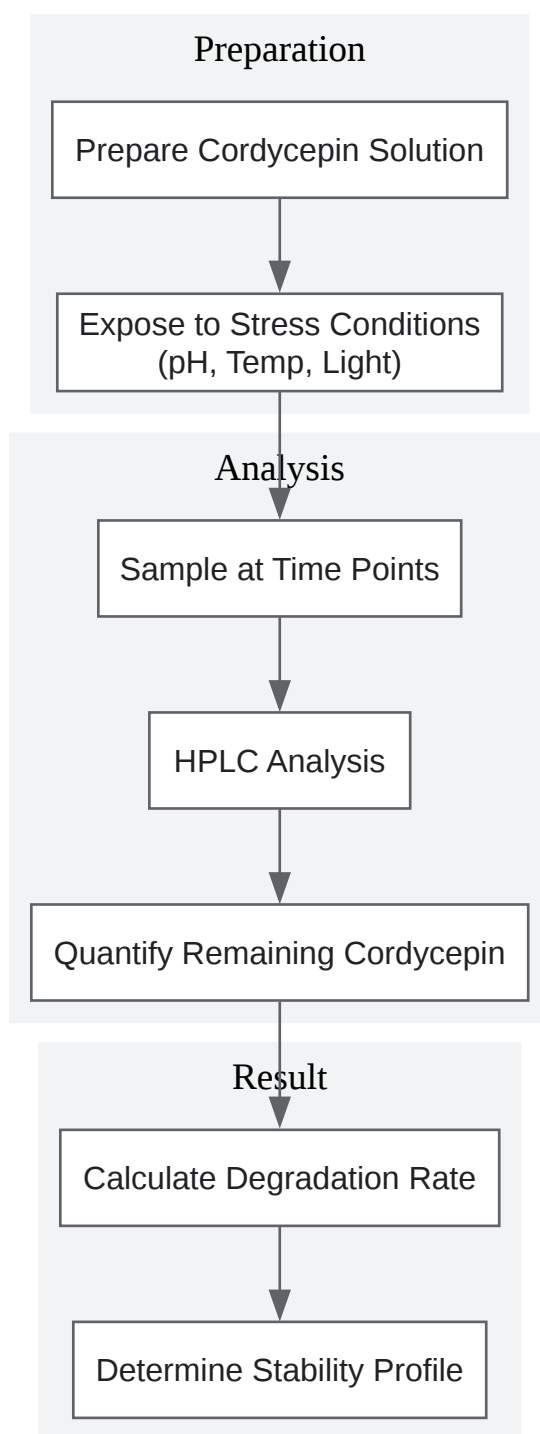 Preparation
Prepare Cordycepin Solution
Expose to Stress Conditions
(pH, Temp, Light)
Analysis
Sample at Time Points
HPLC Analysis
Quantify Remaining Cordycepin
Result
Calculate Degradation Rate
Determine Stability Profile